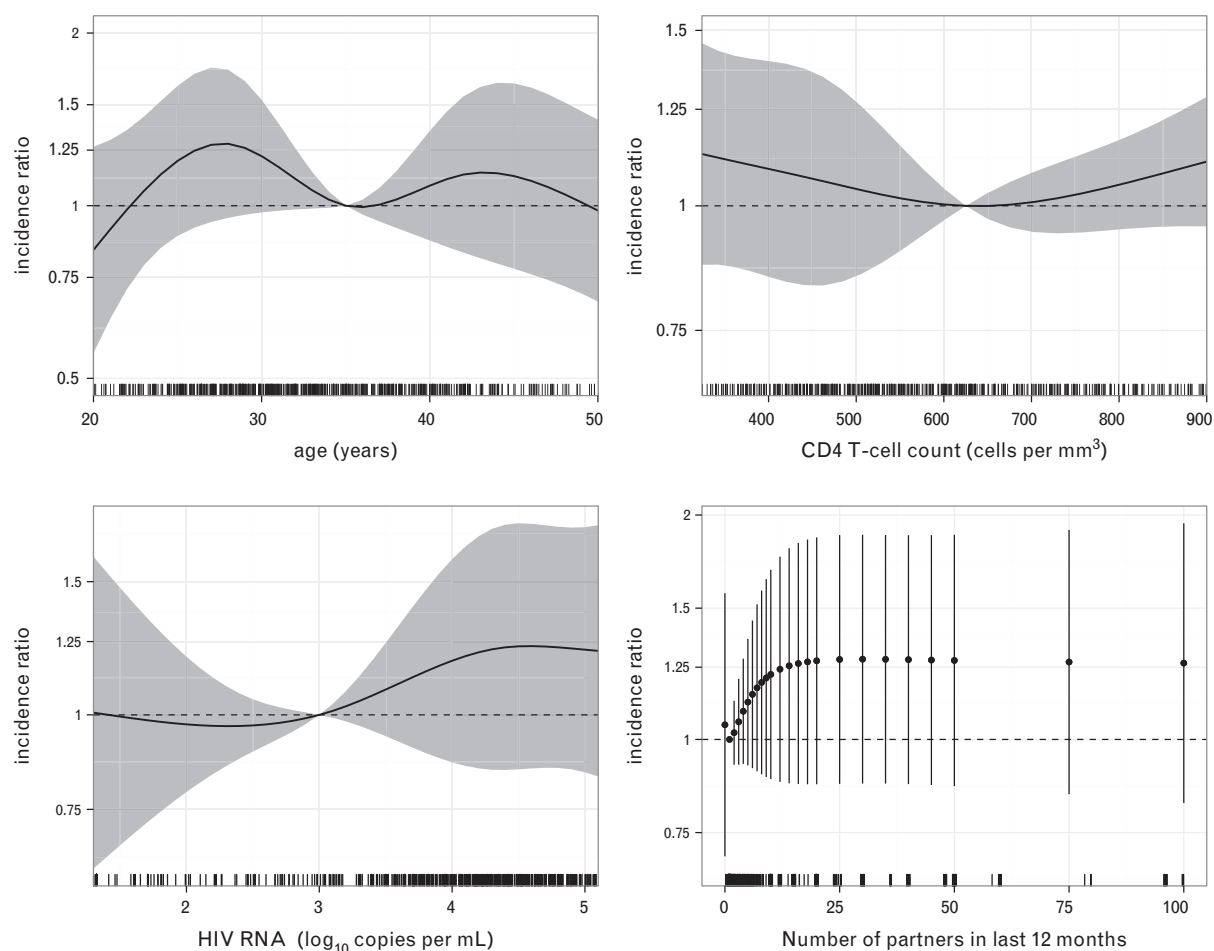 2
1.5
1.25
1
0.75
0.5
incidence ratio
20 30 40 50
age (years)
1.5
1.25
1
0.75
incidence ratio
400 500 600 700 800 900
CD4 T-cell count (cells per mm³)
1.5
1.25
1
0.75
incidence ratio
2 3 4 5
HIV RNA (log₁₀ copies per mL)
2
1.5
1.25
1
0.75
incidence ratio
0 25 50 75 100
Number of partners in last 12 months